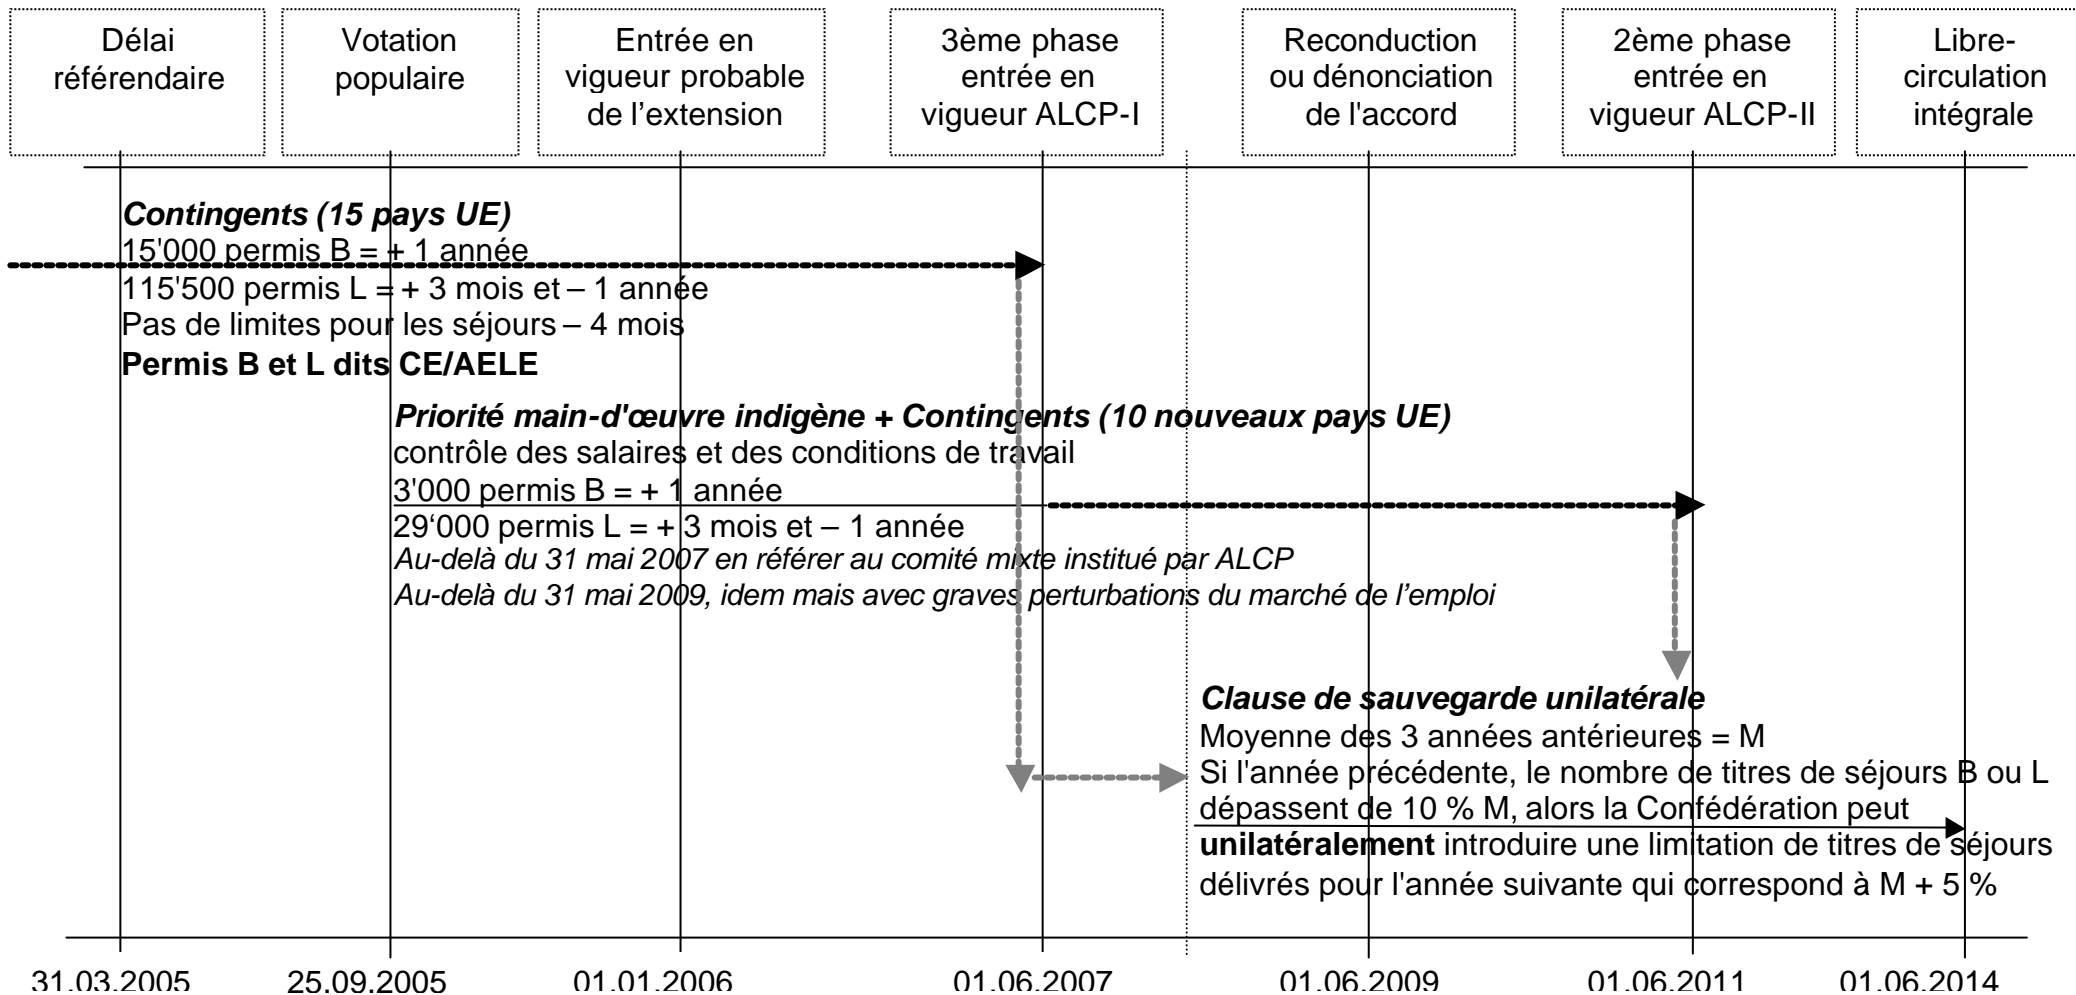 Délai
référendaire
Votation
populaire
Entrée en
vigueur probable
de l’extension
3ème phase
entrée en
vigueur ALCP-I
Reconduction
ou dénonciation
de l'accord
2ème phase
entrée en
vigueur ALCP-II
Libre-
circulation
intégrale
Contingents (15 pays UE)
15'000 permis B = + 1 année
115'500 permis L = + 3 mois et – 1 année
Pas de limites pour les séjours – 4 mois
Permis B et L dits CE/AELE
Priorité main-d'œuvre indigène + Contingents (10 nouveaux pays UE)
contrôle des salaires et des conditions de travail
3'000 permis B = + 1 année
29‘000 permis L = + 3 mois et – 1 année
Au-delà du 31 mai 2007 en référer au comité mixte institué par ALCP
Au-delà du 31 mai 2009, idem mais avec graves perturbations du marché de l’emploi
Clause de sauvegarde unilatérale
Moyenne des 3 années antérieures = M
Si l'année précédente, le nombre de titres de séjours B ou L
dépassent de 10 % M, alors la Confédération peut
unilatéralement introduire une limitation de titres de séjours
délivrés pour l'année suivante qui correspond à M + 5 %
31.03.2005
25.09.2005
01.01.2006
01.06.2007
01.06.2009
01.06.2011
01.06.2014